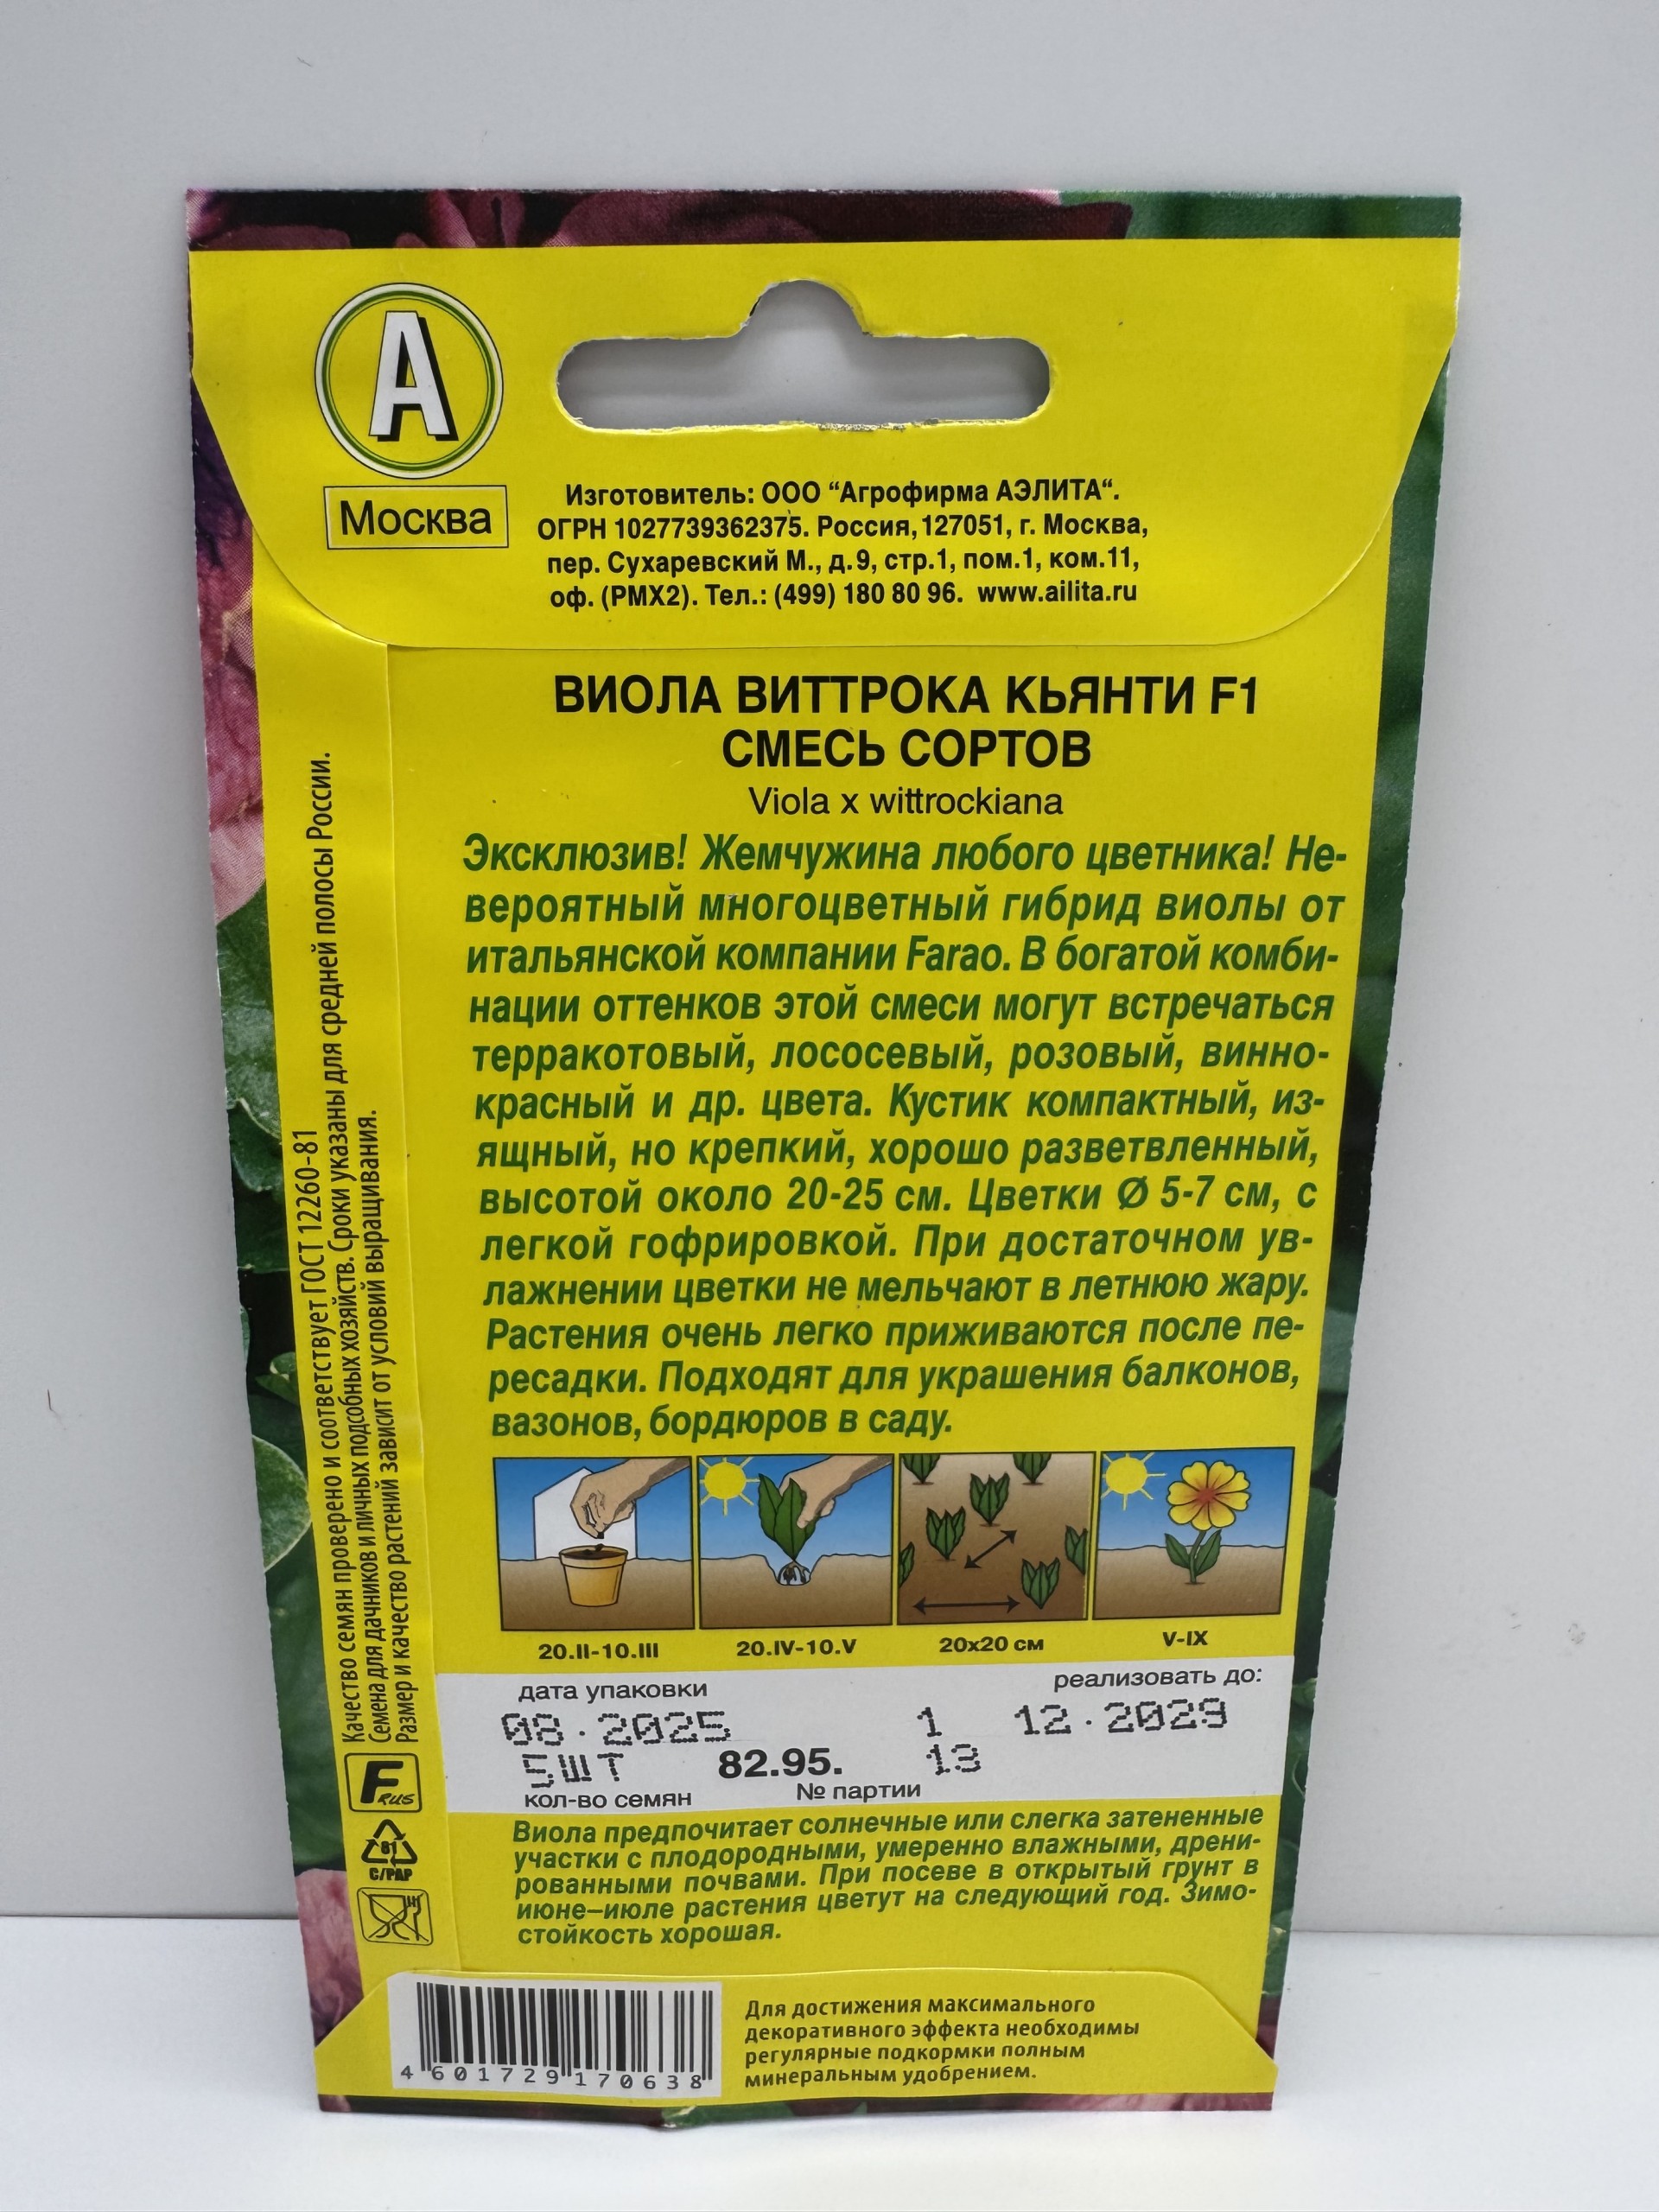 А
Москва
Изготовитель: ООО “Агрофирма АЭЛИТА“.
ОГРН 1027739362375. Россия, 127051, г. Москва,
пер. Сухаревский М., д.9, стр.1, пом.1, ком.11,
оф. (РМХ2). Тел.: (499) 180 80 96. www.ailita.ru
ВИОЛА ВИТТРОКА КЬЯНТИ F1
СМЕСЬ СОРТОВ
Viola x wittrockiana
Эксклюзив! Жемчужина любого цветника! Не-
вероятный многоцветный гибрид виолы от
итальянской компании Farao. В богатой комби-
нации оттенков этой смеси могут встречаться
терракотовый, лососевый, розовый, винно-
красный и др. цвета. Кустик компактный, из-
ящный, но крепкий, хорошо разветвленный,
высотой около 20-25 см. Цветки Ø 5-7 см, с
легкой гофрировкой. При достаточном ув-
лажнении цветки не мельчают в летнюю жару.
Растения очень легко приживаются после пе-
ресадки. Подходят для украшения балконов,
вазонов, бордюров в саду.
20.II-10.III
20.IV-10.V
20х20 см
V-IX
дата упаковки
реализовать до:
08.2025
1
12.2029
5ШТ
82.95.
13
кол-во семян
№ партии
Виола предпочитает солнечные или слегка затененные
участки с плодородными, умеренно влажными, дрени-
рованными почвами. При посеве в открытый грунт в
июне–июле растения цветут на следующий год. Зимо-
стойкость хорошая.
Качество семян проверено и соответствует ГОСТ 12260-81
Семена для дачников и личных подсобных хозяйств. Сроки указаны для средней полосы России.
Размер и качество растений зависит от условий выращивания.
F RUS
81
C/PAP
4 601729 170638
Для достижения максимального
декоративного эффекта необходимы
регулярные подкормки полным
минеральным удобрением.